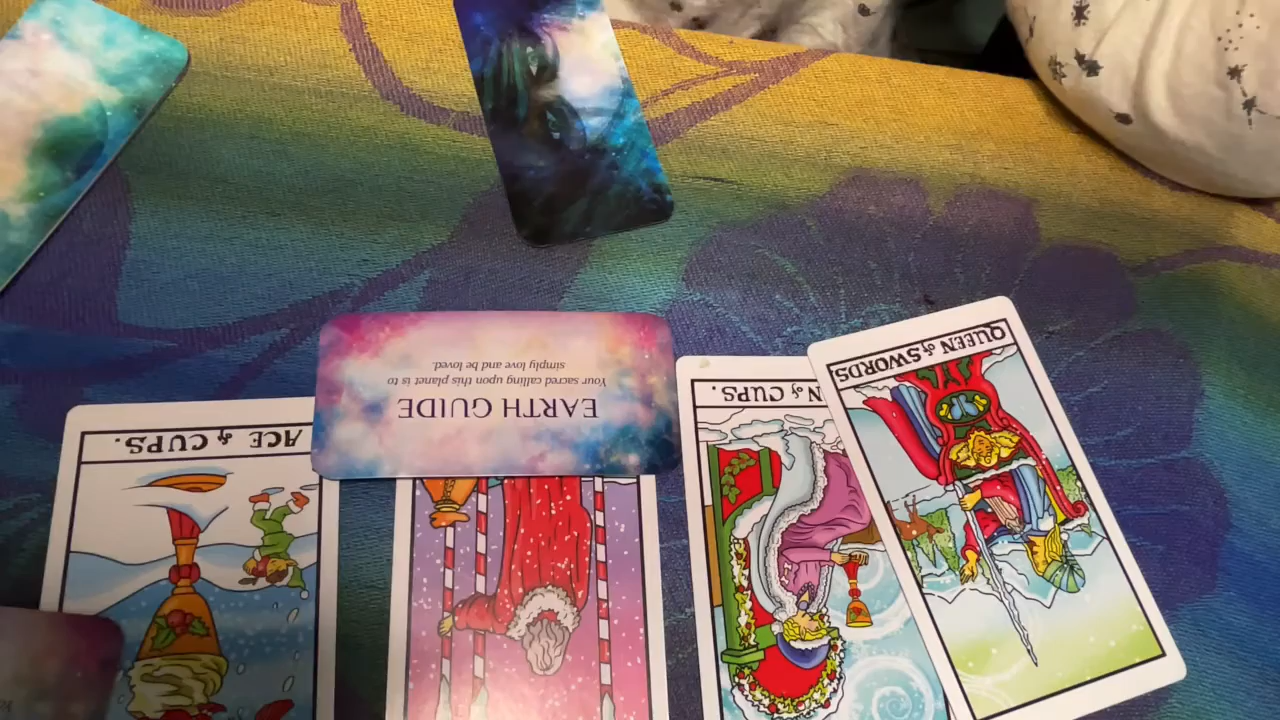 QUEEN of SWORDS.
N of CUPS.
EARTH GUIDE
Your sacred calling upon this planet is to
simply love and be loved.
ACE of CUPS.